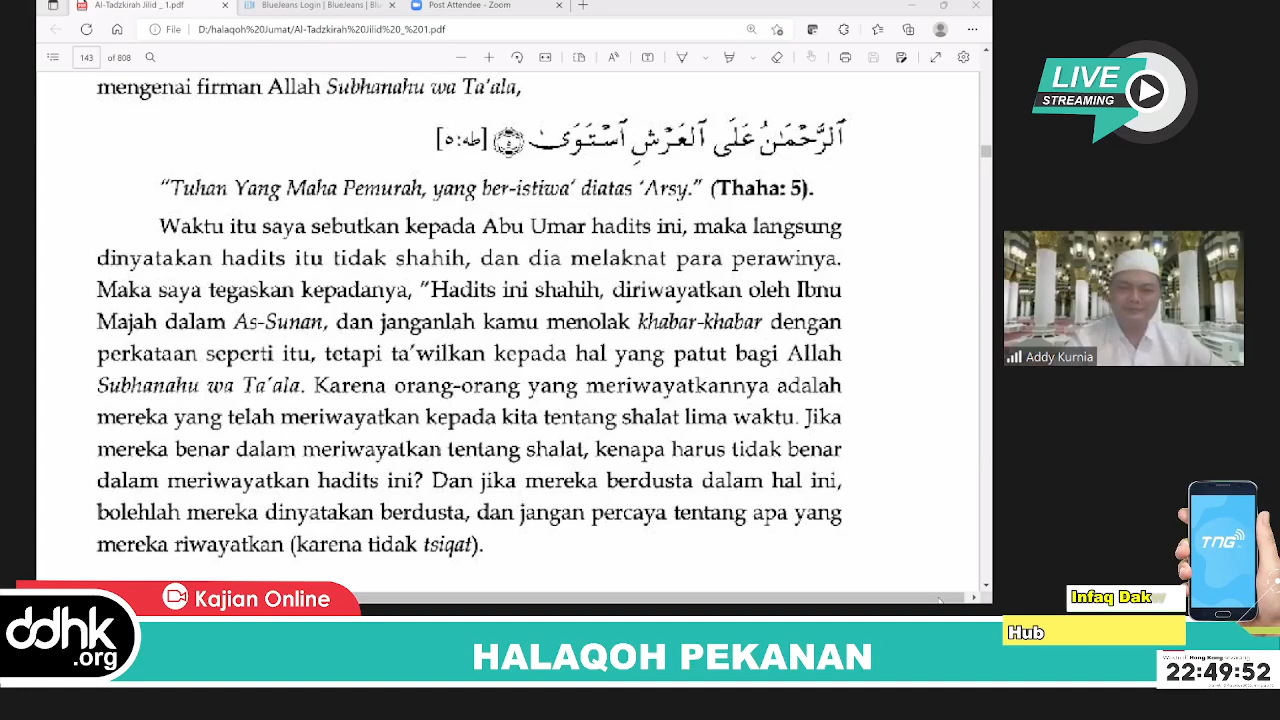 Al-Tadzkirah Jilid _ 1.pdf
BlueJeans Login | BlueJeans | Blu
Post Attendee - Zoom
File
D:/halaqoh%20Jumat/Al-Tadzkirah%20Jilid%20_%201.pdf
143 of 808
mengenai firman Allah Subhanahu wa Ta'ala,
ٱلرَّحْمَـٰنُ عَلَى ٱلْعَرْشِ ٱسْتَوَىٰ ۝٥ [طه:٥]
"Tuhan Yang Maha Pemurah, yang ber-istiwa' diatas 'Arsy." (Thaha: 5).
Waktu itu saya sebutkan kepada Abu Umar hadits ini, maka langsung
dinyatakan hadits itu tidak shahih, dan dia melaknat para perawinya.
Maka saya tegaskan kepadanya, "Hadits ini shahih, diriwayatkan oleh Ibnu
Majah dalam As-Sunan, dan janganlah kamu menolak khabar-khabar dengan
perkataan seperti itu, tetapi ta'wilkan kepada hal yang patut bagi Allah
Subhanahu wa Ta'ala. Karena orang-orang yang meriwayatkannya adalah
mereka yang telah meriwayatkan kepada kita tentang shalat lima waktu. Jika
mereka benar dalam meriwayatkan tentang shalat, kenapa harus tidak benar
dalam meriwayatkan hadits ini? Dan jika mereka berdusta dalam hal ini,
bolehlah mereka dinyatakan berdusta, dan jangan percaya tentang apa yang
mereka riwayatkan (karena tidak tsiqat).
LIVE
STREAMING
Addy Kurnia
TNG
Kajian Online
Infaq Dak
Hub
ddhk
.org
HALAQOH PEKANAN
Hong Kong
22:49:52